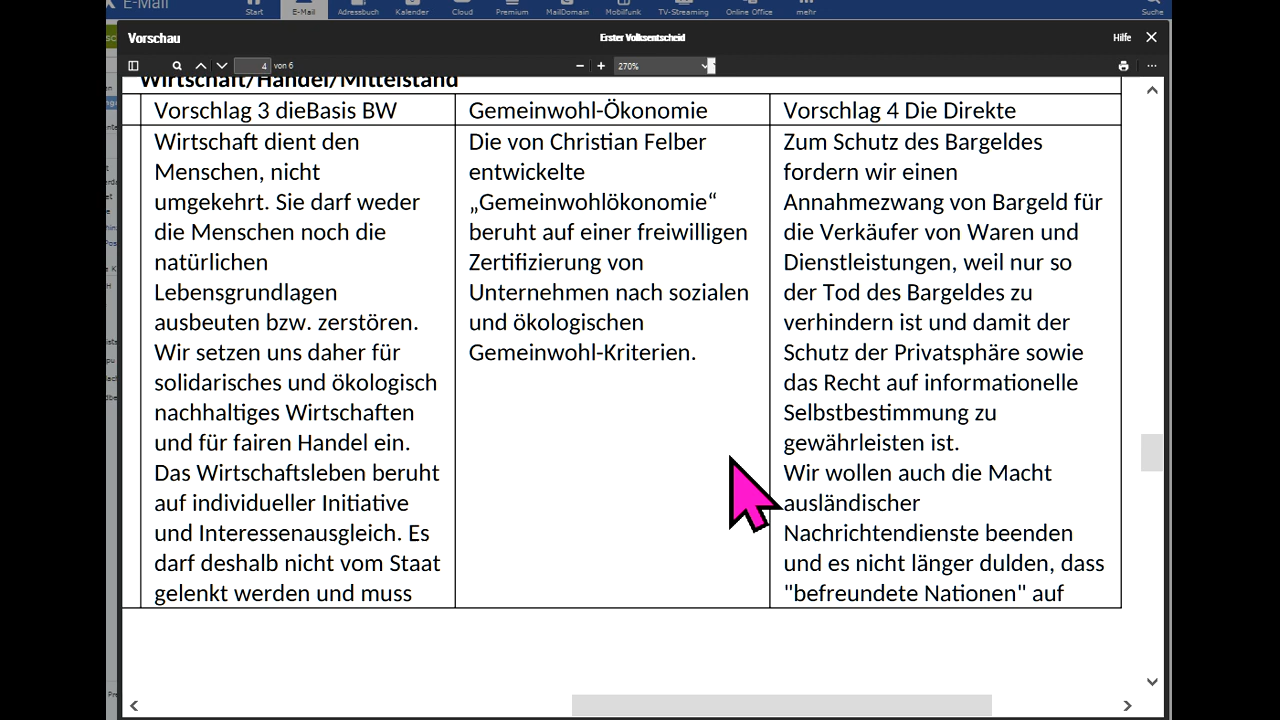 E-Mail
Start
E-Mail
Adressbuch
Kalender
Cloud
Premium
MailDomain
Mobilfunk
TV-Streaming
Online Office
mehr
Suche
Vorschau
Erster Volksentscheid
Hilfe
4 von 6
270%
Wirtschaft/Handel/Mittelstand
Vorschlag 3 dieBasis BW
Wirtschaft dient den
Menschen, nicht
umgekehrt. Sie darf weder
die Menschen noch die
natürlichen
Lebensgrundlagen
ausbeuten bzw. zerstören.
Wir setzen uns daher für
solidarisches und ökologisch
nachhaltiges Wirtschaften
und für fairen Handel ein.
Das Wirtschaftsleben beruht
auf individueller Initiative
und Interessenausgleich. Es
darf deshalb nicht vom Staat
gelenkt werden und muss
Gemeinwohl-Ökonomie
Die von Christian Felber
entwickelte
„Gemeinwohlökonomie“
beruht auf einer freiwilligen
Zertifizierung von
Unternehmen nach sozialen
und ökologischen
Gemeinwohl-Kriterien.
Vorschlag 4 Die Direkte
Zum Schutz des Bargeldes
fordern wir einen
Annahmezwang von Bargeld für
die Verkäufer von Waren und
Dienstleistungen, weil nur so
der Tod des Bargeldes zu
verhindern ist und damit der
Schutz der Privatsphäre sowie
das Recht auf informationelle
Selbstbestimmung zu
gewährleisten ist.
Wir wollen auch die Macht
ausländischer
Nachrichtendienste beenden
und es nicht länger dulden, dass
"befreundete Nationen" auf